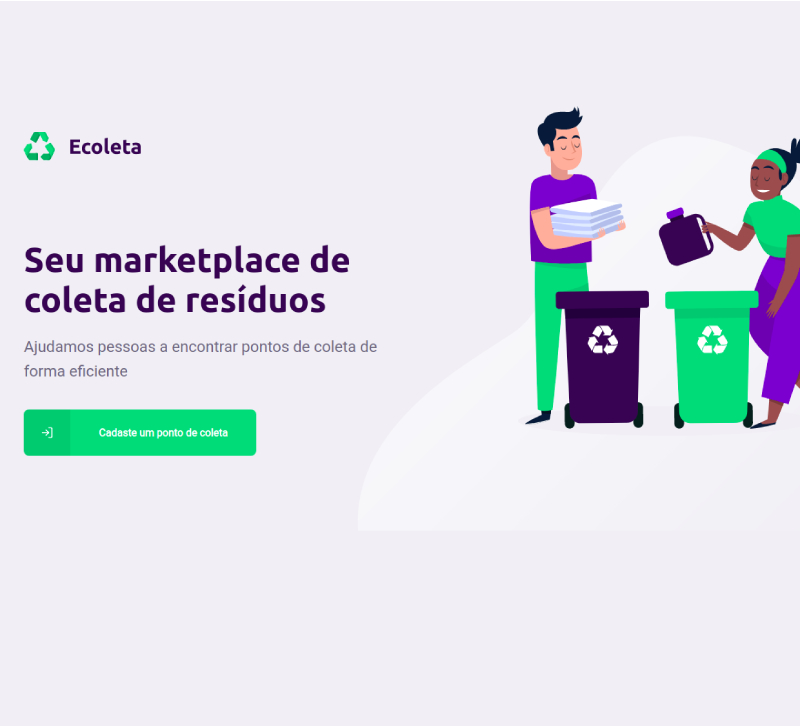 Ecoleta
Seu marketplace de
coleta de resíduos
Ajudamos pessoas a encontrar pontos de coleta de
forma eficiente
Cadaste um ponto de coleta